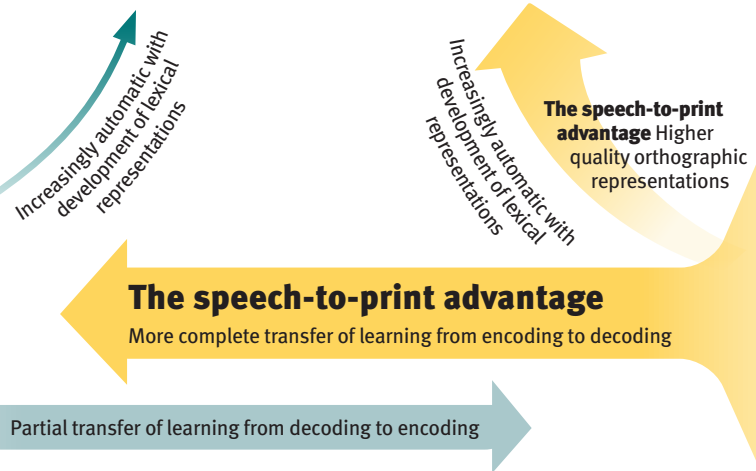 Increasingly automatic with
development of lexical
representations
Increasingly automatic with
development of lexical
representations
The speech-to-print
advantage Higher
quality orthographic
representations
The speech-to-print advantage
More complete transfer of learning from encoding to decoding
Partial transfer of learning from decoding to encoding